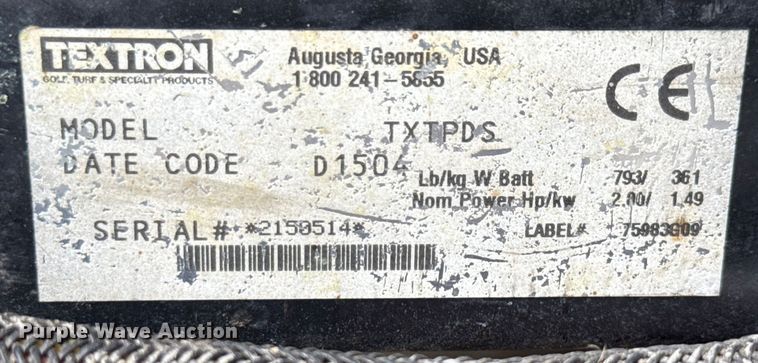 TEXTRON
GOLF, TURF & SPECIALTY PRODUCTS
Augusta, Georgia, USA
1 800 241-5855
CE
MODEL TXTPDS
DATE CODE D1504
Lb/kg W Batt 793/ 361
Nom Power Hp/kw 2.00/ 1.49
SERIAL# *2150514*
LABEL# 75983G09
Purple Wave Auction